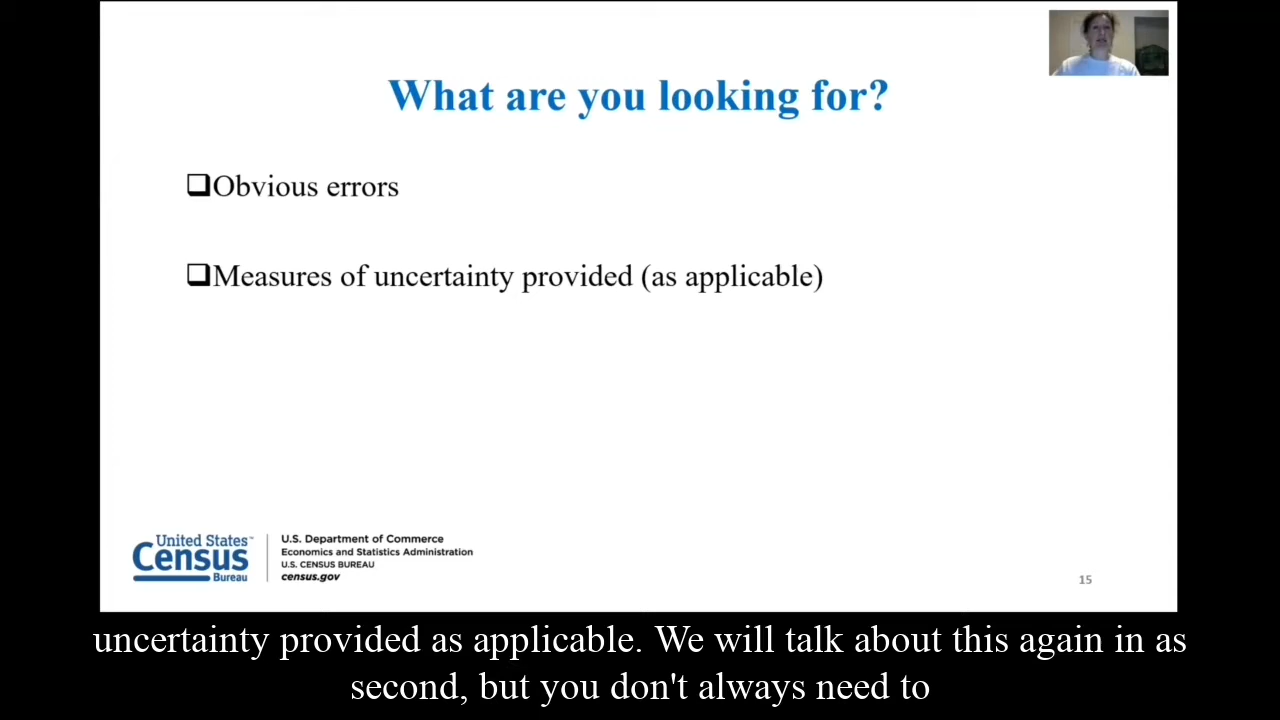 What are you looking for?
❑Obvious errors
❑Measures of uncertainty provided (as applicable)
United States™
Census
Bureau
U.S. Department of Commerce
Economics and Statistics Administration
U.S. CENSUS BUREAU
census.gov
15
uncertainty provided as applicable. We will talk about this again in as
second, but you don't always need to